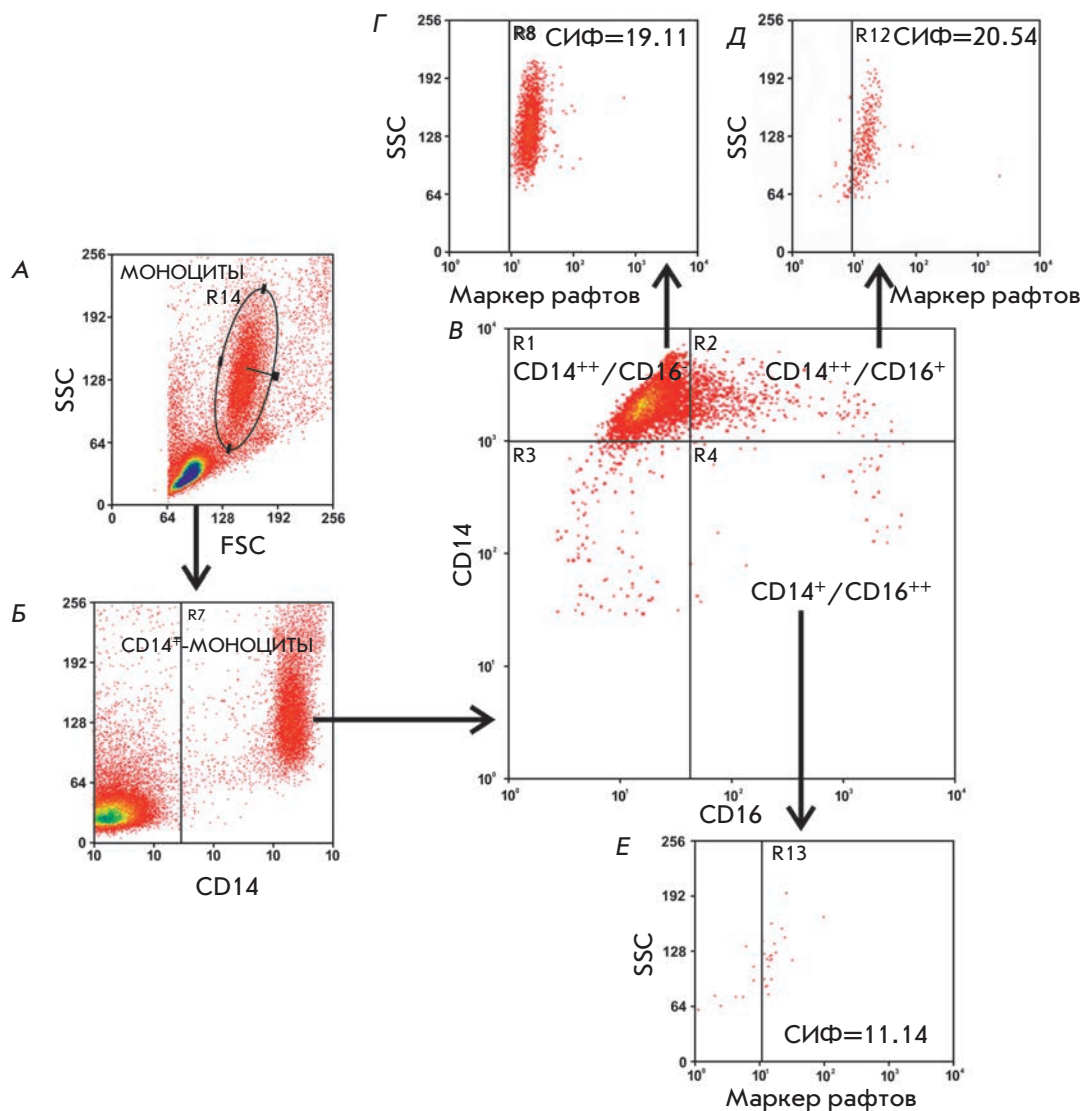 Г
256
192
128
64
0
SSC
R8 СИФ=19.11
10⁰ 10¹ 10² 10³ 10⁴
Маркер рафтов
Д
256
192
128
64
0
SSC
R12 СИФ=20.54
10⁰ 10¹ 10² 10³ 10⁴
Маркер рафтов
А
256
192
128
64
0
SSC
МОНОЦИТЫ
R14
0 64 128 192 256
FSC
Б
256
192
128
64
0
R7
CD14⁺-МОНОЦИТЫ
10 10 10 10 10
CD14
В
10⁴
10³
10²
10¹
10⁰
CD14
R1
CD14⁺⁺/CD16⁻
R2
CD14⁺⁺/CD16⁺
R3
R4
CD14⁺/CD16⁺⁺
10⁰ 10¹ 10² 10³ 10⁴
CD16
Е
256
192
128
64
0
SSC
R13
СИФ=11.14
10⁰ 10¹ 10² 10³ 10⁴
Маркер рафтов